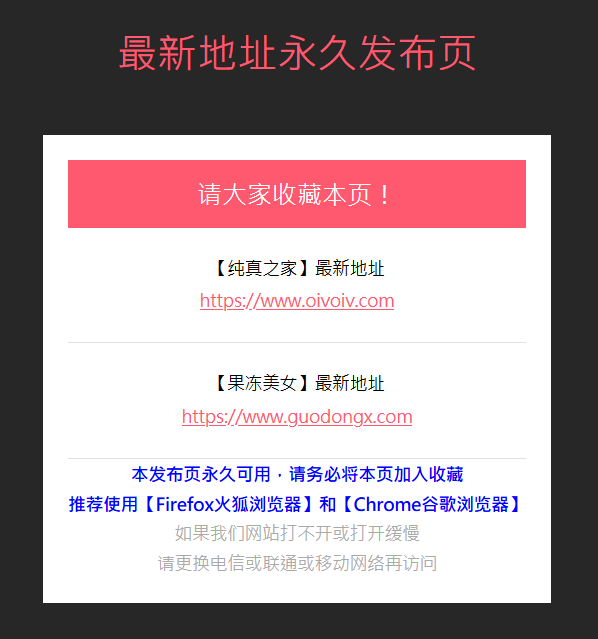 最新地址永久发布页
请大家收藏本页！
【纯真之家】最新地址
https://www.oivoiv.com
【果冻美女】最新地址
https://www.guodongx.com
本发布页永久可用，请务必将本页加入收藏
推荐使用【Firefox火狐浏览器】和【Chrome谷歌浏览器】
如果我们网站打不开或打开缓慢
请更换电信或联通或移动网络再访问